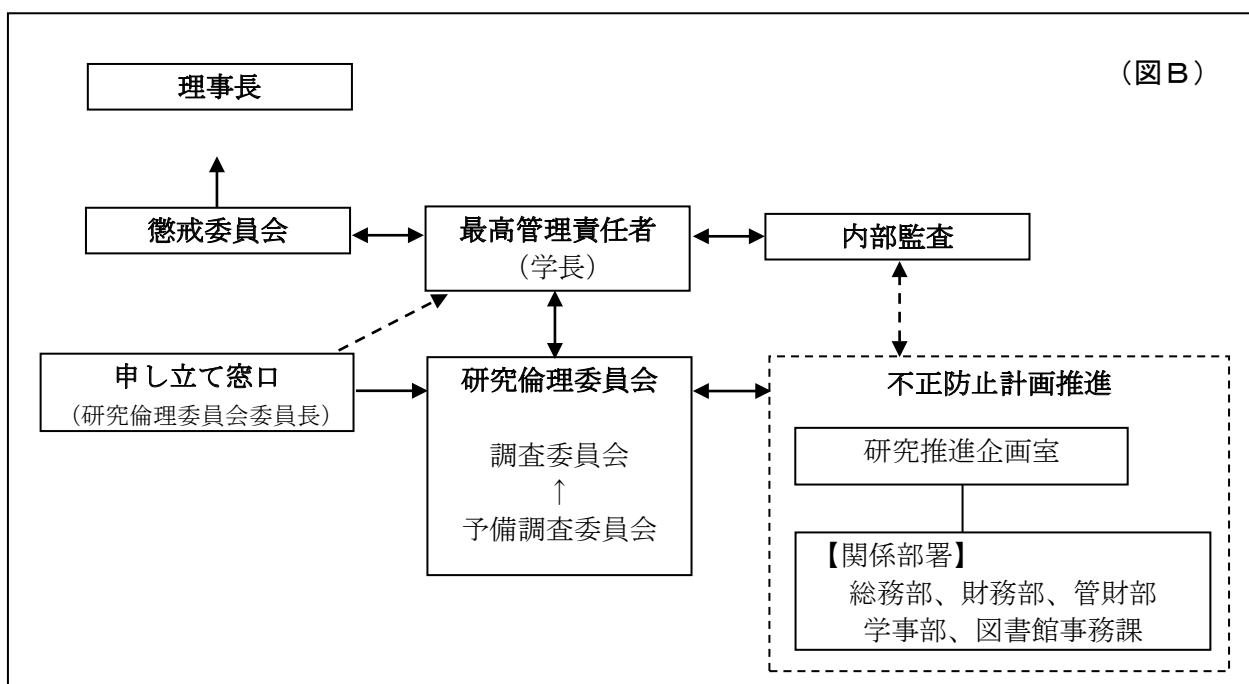 （図Ｂ）
理事長
懲戒委員会
最高管理責任者
（学長）
内部監査
申し立て窓口
（研究倫理委員会委員長）
研究倫理委員会
調査委員会
↑
予備調査委員会
不正防止計画推進
研究推進企画室
【関係部署】
総務部、財務部、管財部
学事部、図書館事務課